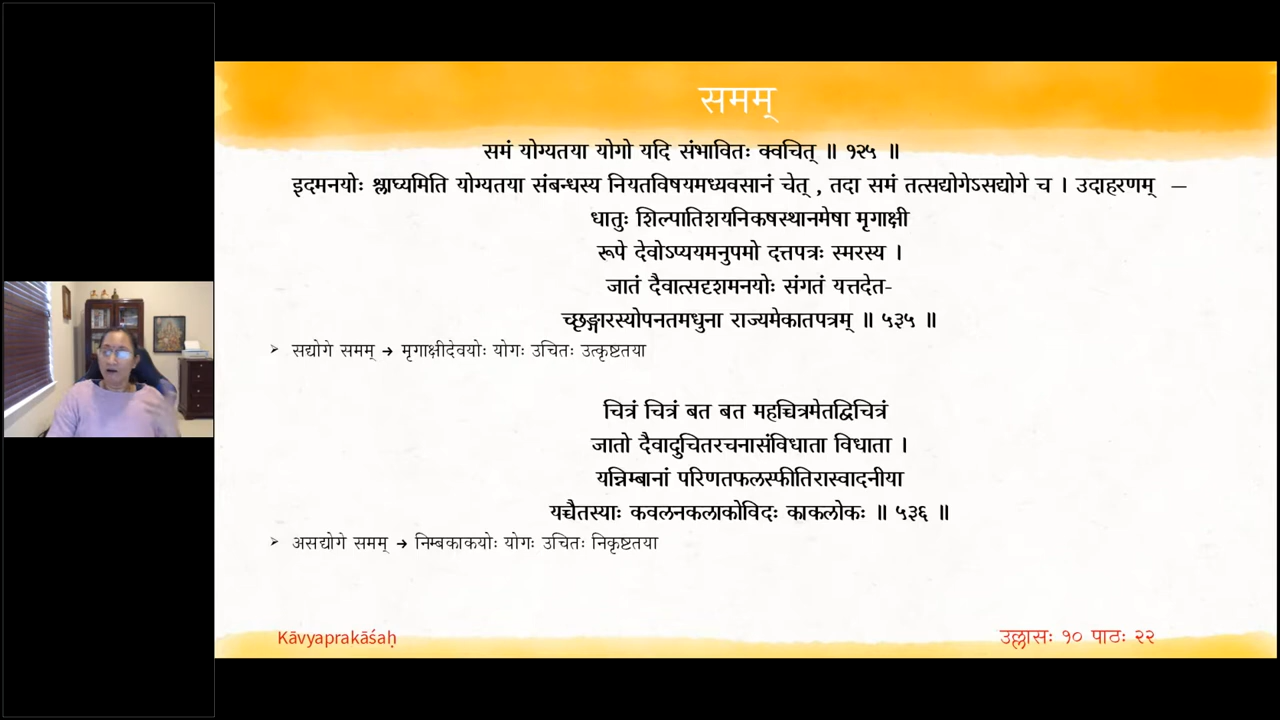 समम्
समं योग्यतया योगो यदि संभावितः क्वचित् ॥ १२५ ॥
इदमनयोः श्लाघ्यमिति योग्यतया संबन्धस्य नियतविषयमध्यवसानं चेत् , तदा समं तत्सद्योगेऽसद्योगे च । उदाहरणम् —
धातुः शिल्पातिशयनिकषस्थानमेषा मृगाक्षी
रूपे देवोऽप्ययमनुपमो दत्तपत्रः स्मरस्य ।
जातं दैवात्सदृशमनयोः संगतं यत्तदेत-
च्छृङ्गारस्योपनतमधुना राज्यमेकातपत्रम् ॥ ५३५ ॥
➢ सद्योगे समम् → मृगाक्षीदेवयोः योगः उचितः उत्कृष्टतया
चित्रं चित्रं बत बत महच्चित्रमेतद्विचित्रं
जातो दैवादुचितरचनासंविधाता विधाता ।
यन्निम्बानां परिणतफलस्फीतिरास्वादनीया
यच्चैतस्याः कवलनकलाकोविदः काकलोकः ॥ ५३६ ॥
➢ असद्योगे समम् → निम्बकाकयोः योगः उचितः निकृष्टतया
Kāvyaprakāśaḥ
उल्लासः १० पाठः २२